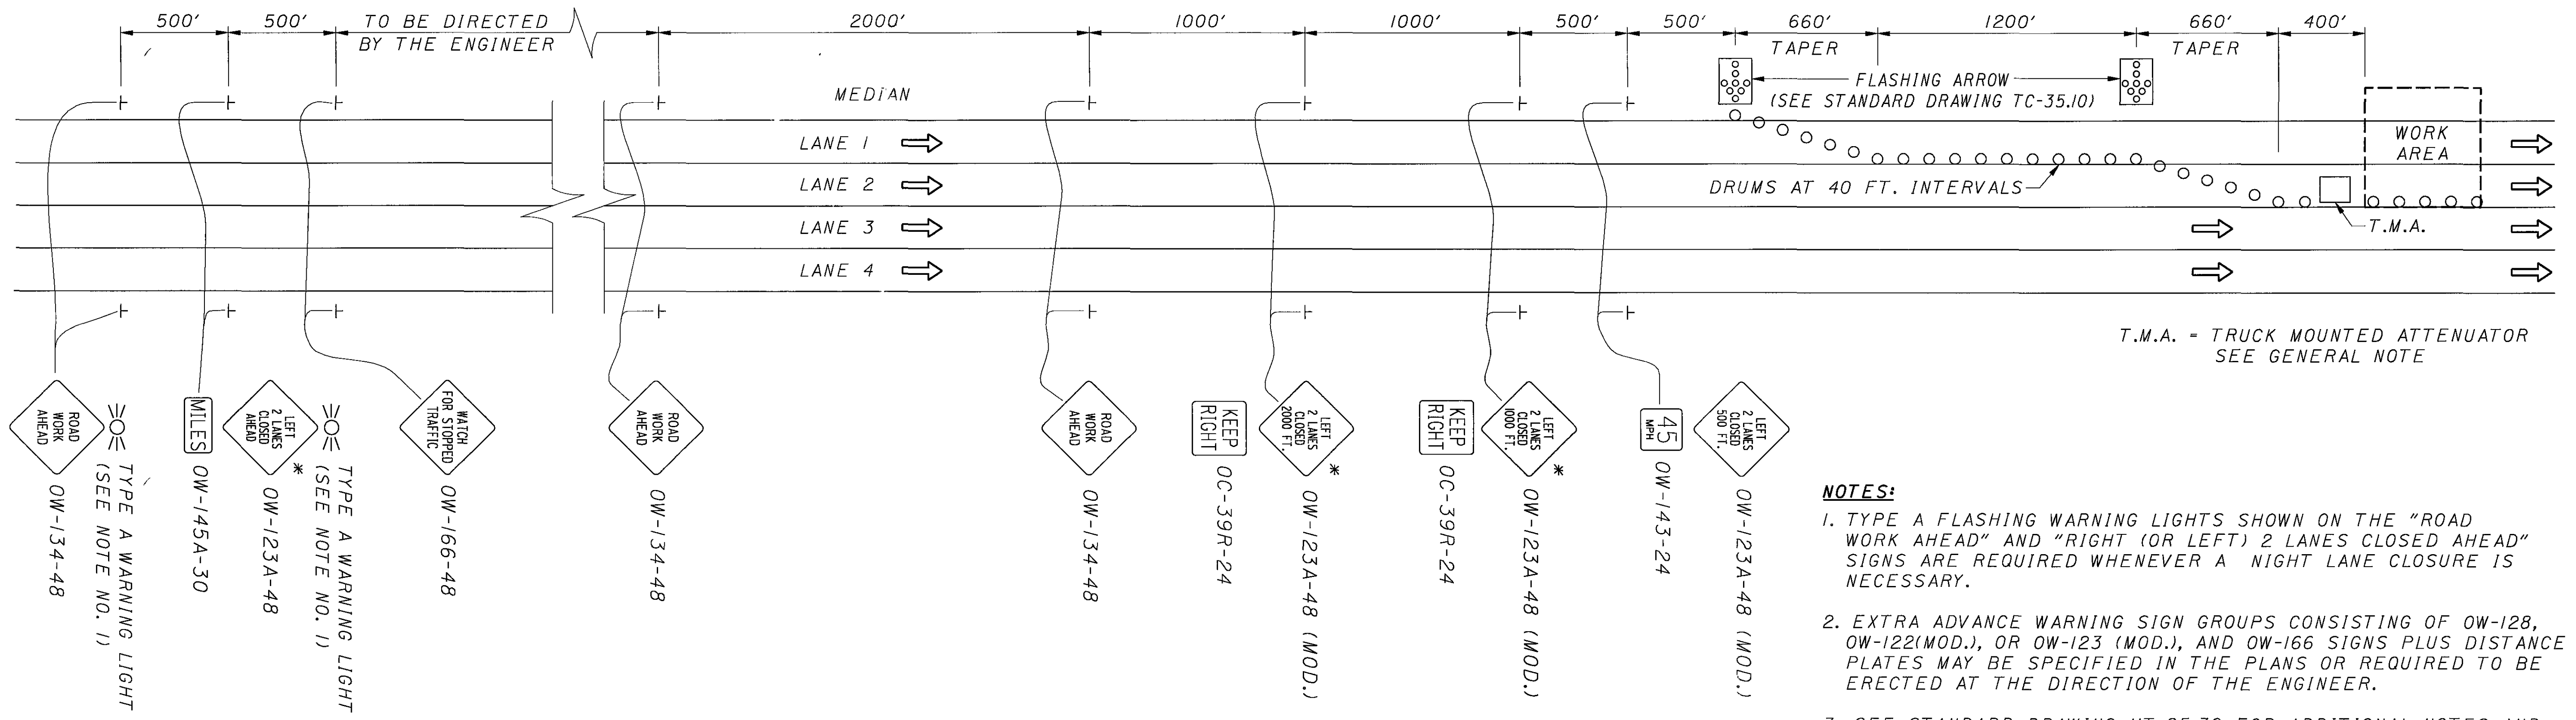 500' 500' TO BE DIRECTED 2000' 1000' 1000' 500' 500' 660' 1200' 660' 400'
BY THE ENGINEER TAPER TAPER
MEDIAN
FLASHING ARROW
(SEE STANDARD DRAWING TC-35.10)
LANE 1
LANE 2
LANE 3
LANE 4
WORK
AREA
DRUMS AT 40 FT. INTERVALS
T.M.A.
T.M.A. = TRUCK MOUNTED ATTENUATOR
SEE GENERAL NOTE
ROAD
WORK
AHEAD
OW-134-48
TYPE A WARNING LIGHT
(SEE NOTE NO. 1)
MILES
OW-145A-30
LEFT
2 LANES
CLOSED
AHEAD
*
OW-123A-48
TYPE A WARNING LIGHT
(SEE NOTE NO. 1)
WATCH
FOR STOPPED
TRAFFIC
OW-166-48
ROAD
WORK
AHEAD
OW-134-48
ROAD
WORK
AHEAD
OW-134-48
KEEP
RIGHT
OC-39R-24
LEFT
2 LANES
CLOSED
2000 FT.
*
OW-123A-48 (MOD.)
KEEP
RIGHT
OC-39R-24
LEFT
2 LANES
CLOSED
1000 FT.
*
OW-123A-48 (MOD.)
45
MPH
OW-143-24
LEFT
2 LANES
CLOSED
500 FT.
OW-123A-48 (MOD.)
NOTES:
1. TYPE A FLASHING WARNING LIGHTS SHOWN ON THE "ROAD
WORK AHEAD" AND "RIGHT (OR LEFT) 2 LANES CLOSED AHEAD"
SIGNS ARE REQUIRED WHENEVER A NIGHT LANE CLOSURE IS
NECESSARY.
2. EXTRA ADVANCE WARNING SIGN GROUPS CONSISTING OF OW-128,
OW-122(MOD.), OR OW-123 (MOD.), AND OW-166 SIGNS PLUS DISTANCE
PLATES MAY BE SPECIFIED IN THE PLANS OR REQUIRED TO BE
ERECTED AT THE DIRECTION OF THE ENGINEER.